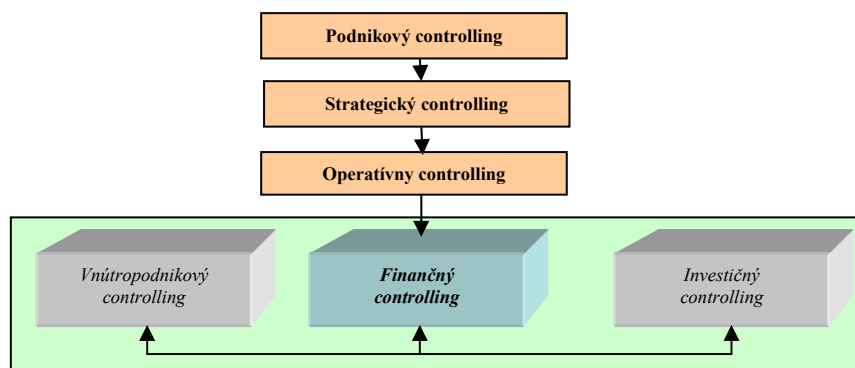 Podnikový controlling
Strategický controlling
Operatívny controlling
Vnútropodnikový
controlling
Finančný
controlling
Investičný
controlling